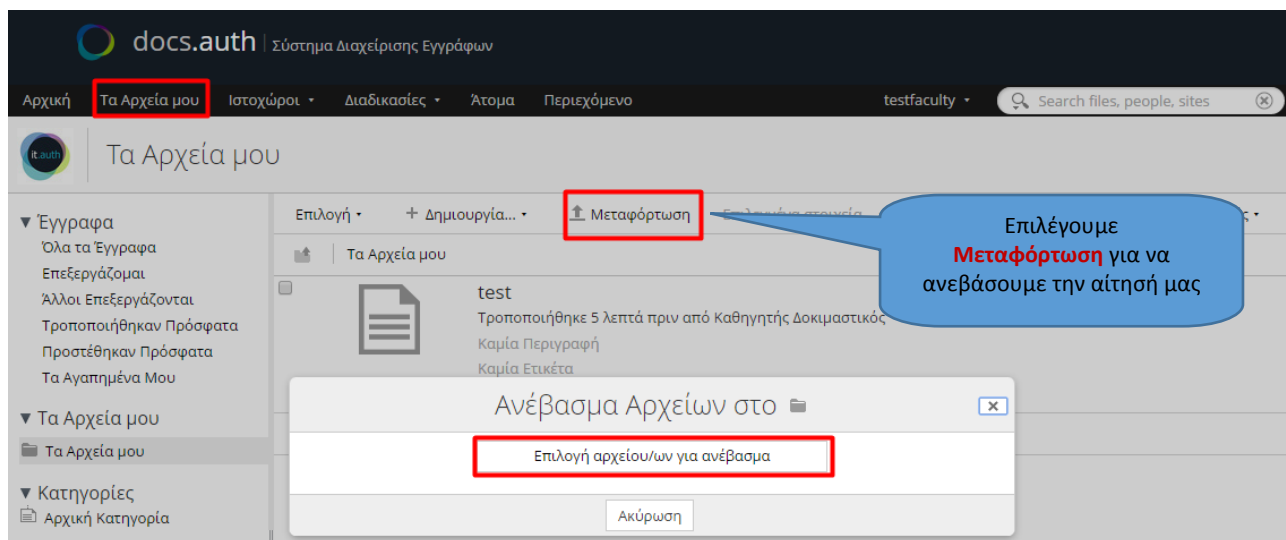 docs.auth | Σύστημα Διαχείρισης Εγγράφων
Αρχική Τα Αρχεία μου Ιστοχώροι Διαδικασίες Άτομα Περιεχόμενο testfaculty Search files, people, sites
it.auth Τα Αρχεία μου
Επιλογή + Δημιουργία... Μεταφόρτωση
Επιλέγουμε
Μεταφόρτωση για να
ανεβάσουμε την αίτησή μας
Τα Αρχεία μου
Έγγραφα
Όλα τα Έγγραφα
Επεξεργάζομαι
Άλλοι Επεξεργάζονται
Τροποποιήθηκαν Πρόσφατα
Προστέθηκαν Πρόσφατα
Τα Αγαπημένα Μου
Τα Αρχεία μου
Τα Αρχεία μου
Κατηγορίες
Αρχική Κατηγορία
test
Τροποποιήθηκε 5 λεπτά πριν από Καθηγητής Δοκιμαστικός
Καμία Περιγραφή
Καμία Ετικέτα
Ανέβασμα Αρχείων στο
Επιλογή αρχείου/ων για ανέβασμα
Ακύρωση